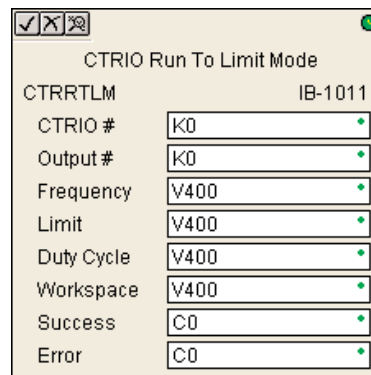 CTRIO Run To Limit Mode
CTRRTLM IB-1011
CTRIO # K0
Output # K0
Frequency V400
Limit V400
Duty Cycle V400
Workspace V400
Success C0
Error C0